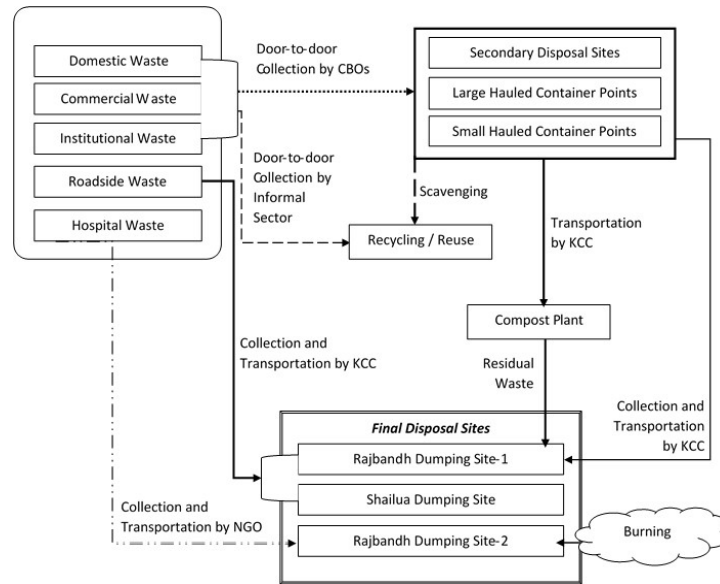 Domestic Waste
Commercial Waste
Institutional Waste
Roadside Waste
Hospital Waste
Door-to-door
Collection by CBOs
Door-to-door
Collection by
Informal
Sector
Secondary Disposal Sites
Large Hauled Container Points
Small Hauled Container Points
Scavenging
Recycling / Reuse
Transportation
by KCC
Compost Plant
Residual
Waste
Collection and
Transportation by KCC
Collection and
Transportation
by KCC
Final Disposal Sites
Rajbandh Dumping Site-1
Shailua Dumping Site
Rajbandh Dumping Site-2
Collection and
Transportation by NGO
Burning